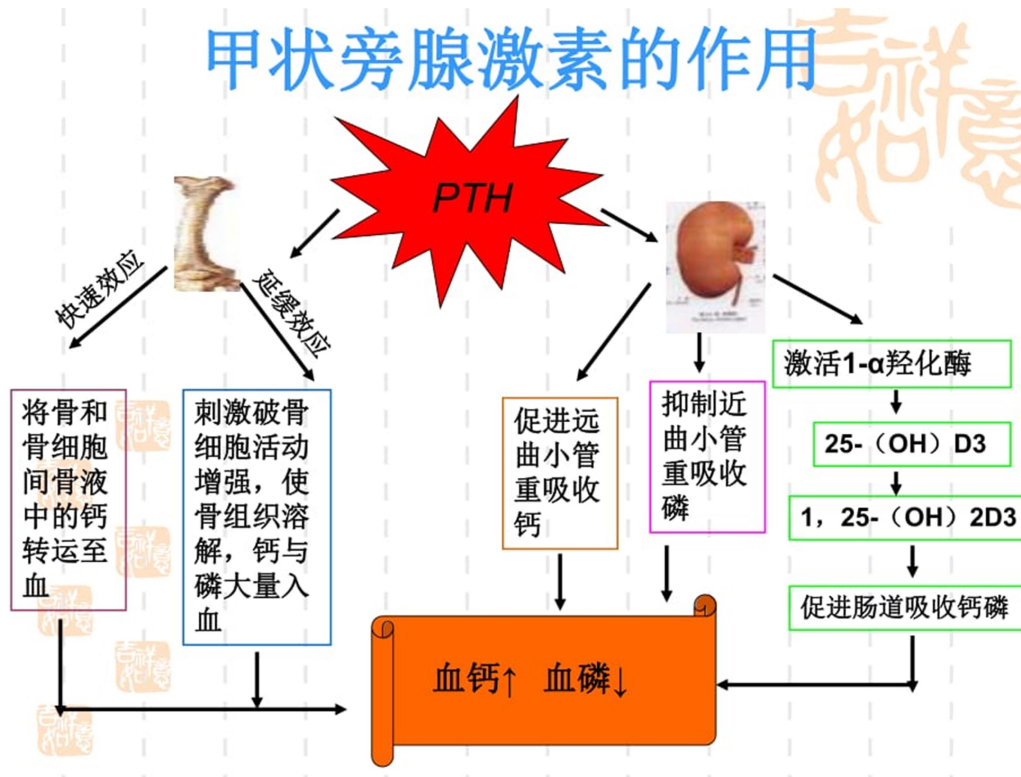 甲状旁腺激素的作用
PTH
快速效应
延缓效应
将骨和
骨细胞
间骨液
中的钙
转运至
血
刺激破骨
细胞活动
增强，使
骨组织溶
解，钙与
磷大量入
血
促进远
曲小管
重吸收
钙
抑制近
曲小管
重吸收
磷
激活1-α羟化酶
25-（OH）D3
1，25-（OH）2D3
促进肠道吸收钙磷
血钙↑ 血磷↓
吉祥如意